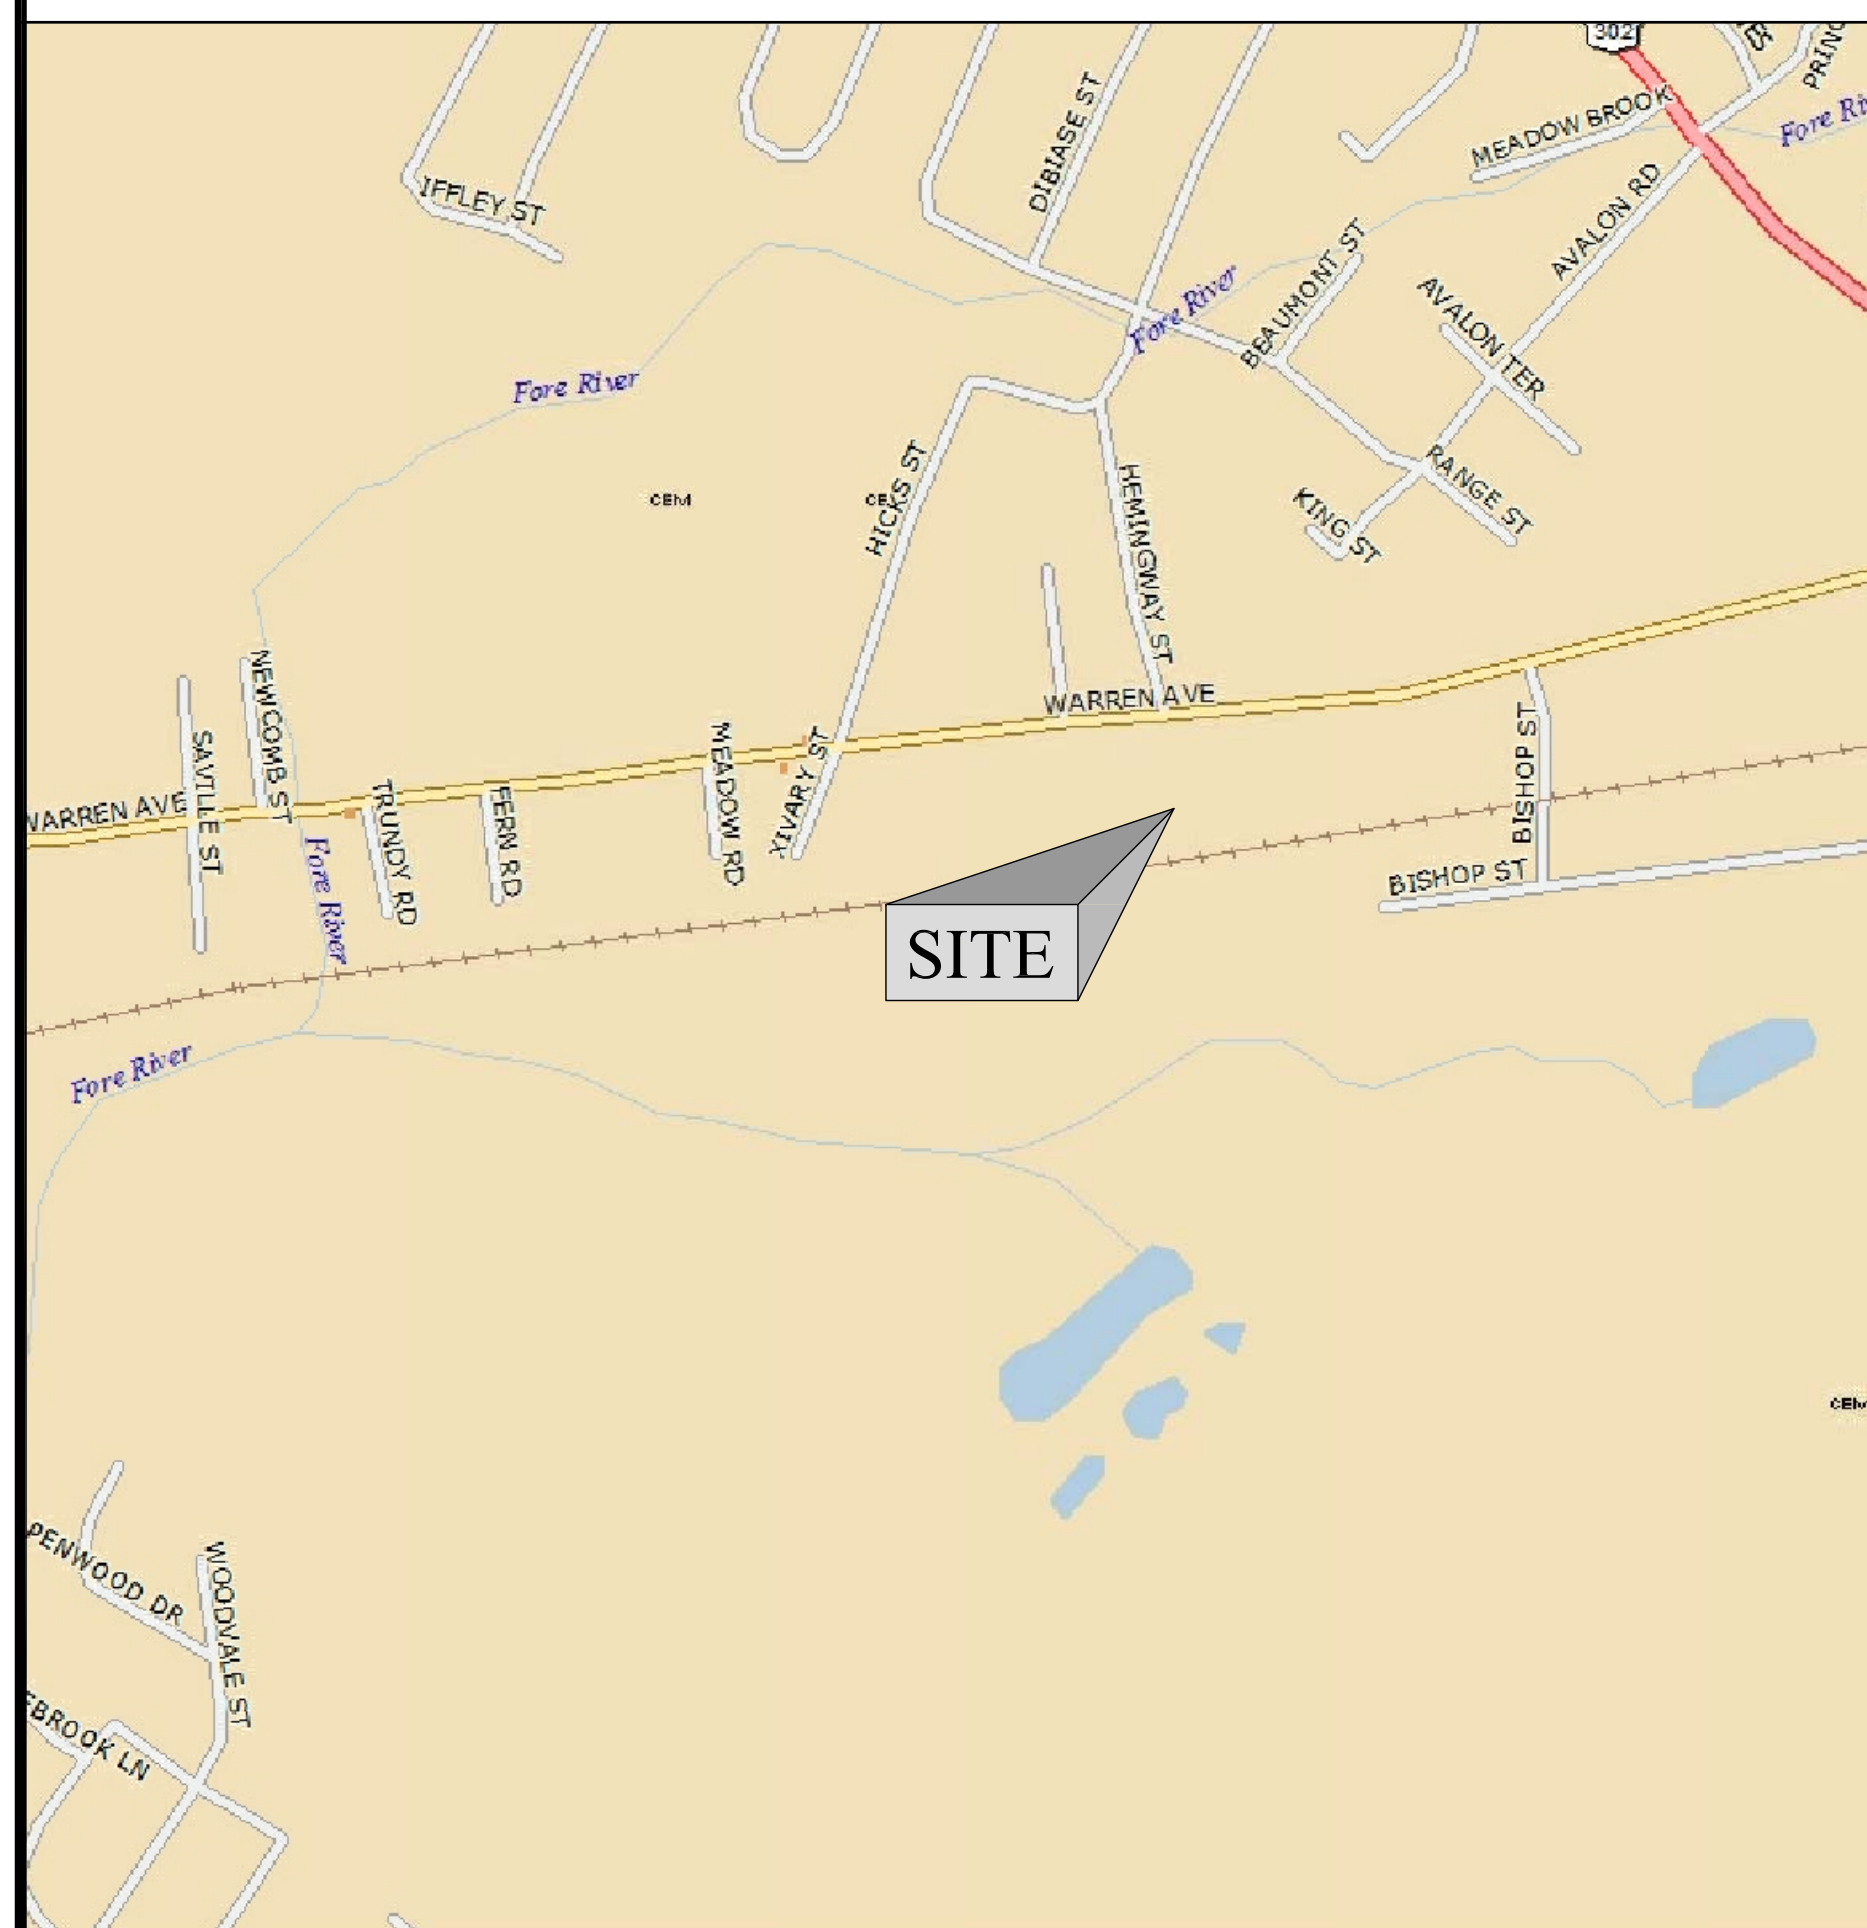 302
MEADOW BROOK
Fore Ri
DIBIASE ST
IFFLEY ST
AVALON RD
BEAUMONT ST
Fore River
AVALON TER
Fore River
HICKS ST
RANGE ST
HEMINGWAY ST
KING ST
CEM
NEWCOMB ST
WARREN AVE
BISHOP ST
MEADOW RD
SAVILLE ST
WARREN AVE
TRUNDY RD
FERN RD
VIVARY ST
Fore River
BISHOP ST
SITE
Fore River
PENWOOD DR
WOODVALE ST
EBROOK LN